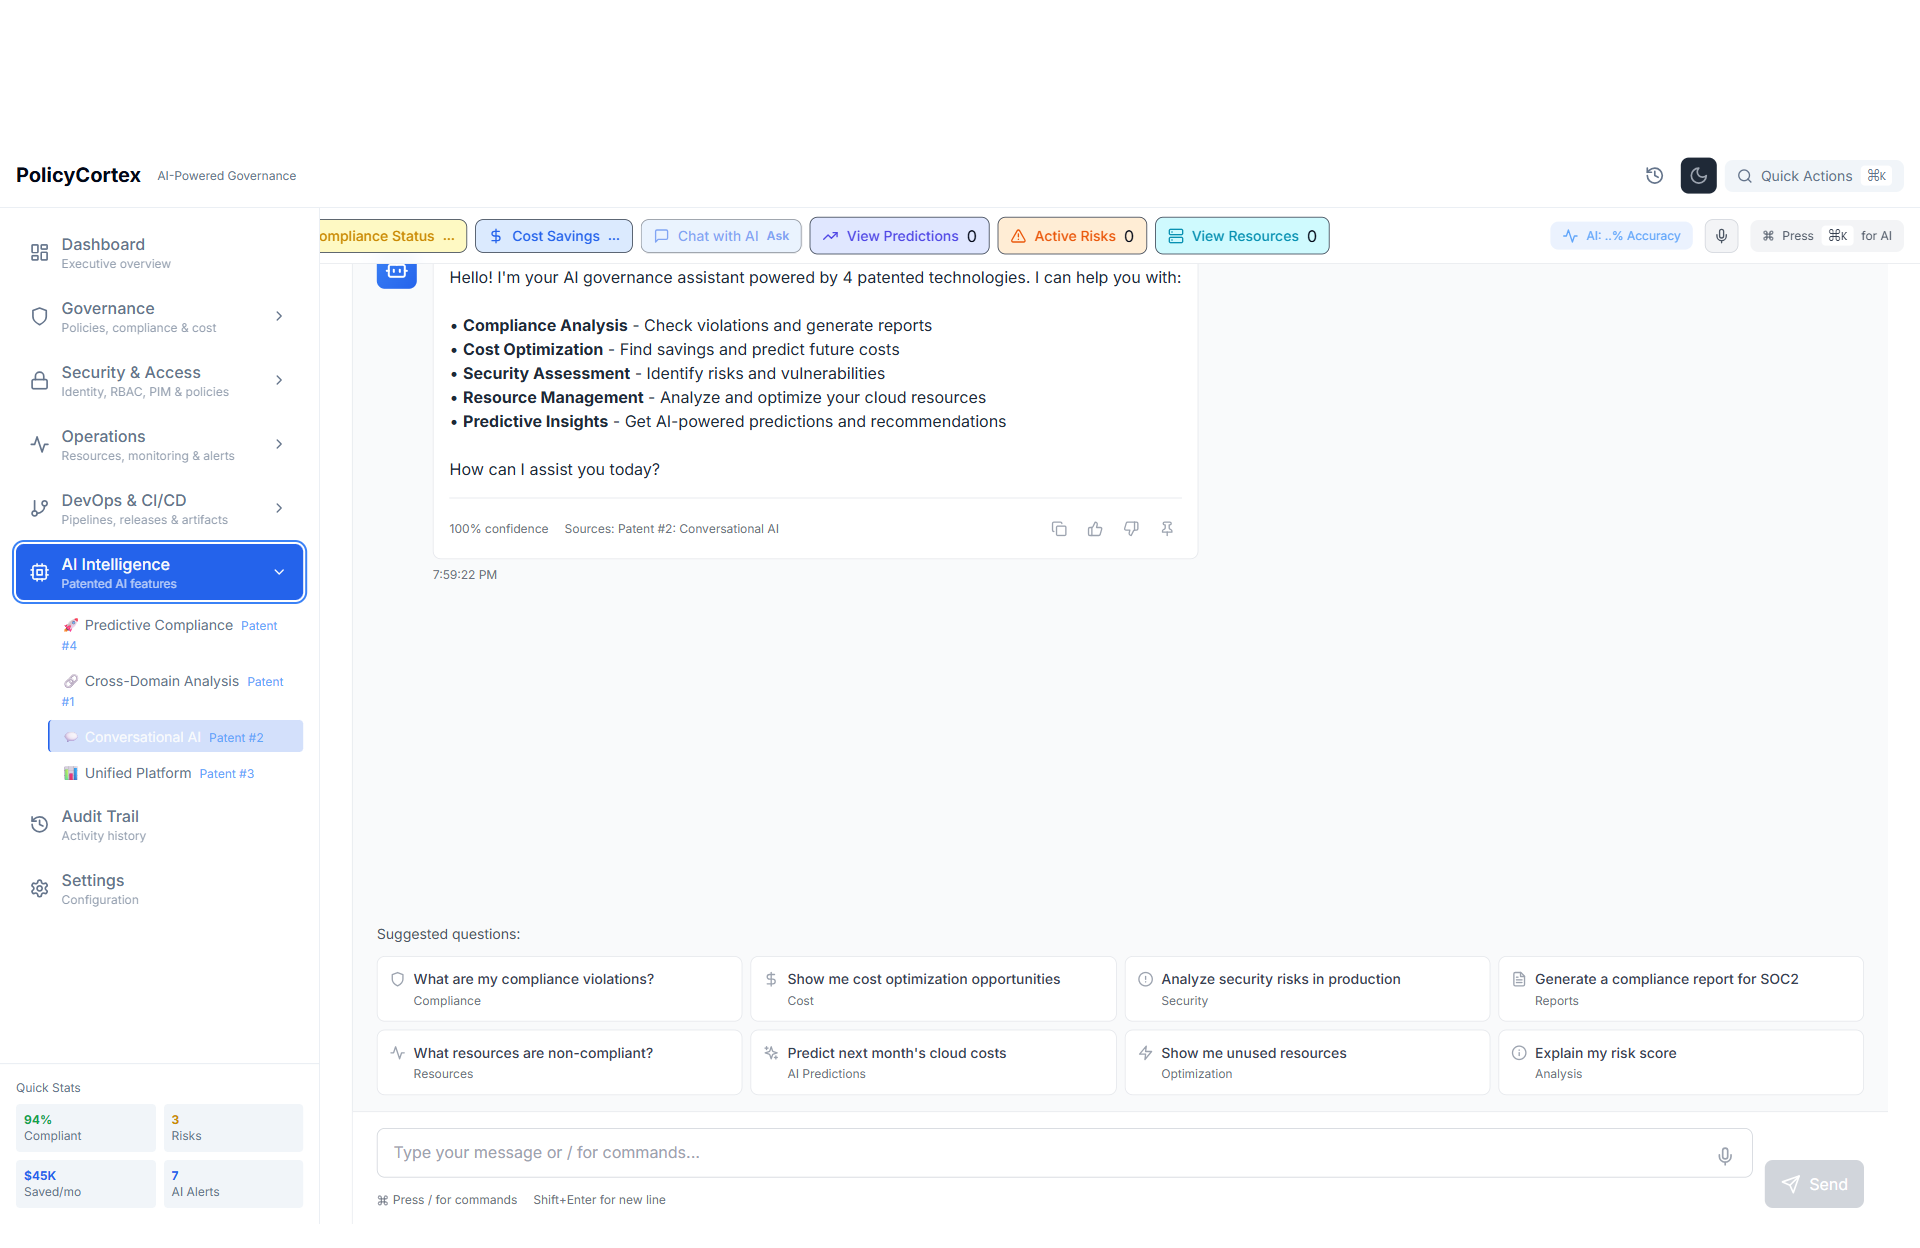 PolicyCortex AI-Powered Governance
Quick Actions ⌘K
Dashboard
Executive overview
Governance
Policies, compliance & cost
Security & Access
Identity, RBAC, PIM & policies
Operations
Resources, monitoring & alerts
DevOps & CI/CD
Pipelines, releases & artifacts
AI Intelligence
Patented AI features
🚀 Predictive Compliance Patent
#4
🔗 Cross-Domain Analysis Patent
#1
💬 Conversational AI Patent #2
📊 Unified Platform Patent #3
Audit Trail
Activity history
Settings
Configuration
Quick Stats
94%
Compliant
3
Risks
$45K
Saved/mo
7
AI Alerts
ompliance Status ...
Cost Savings ...
Chat with AI Ask
View Predictions 0
Active Risks 0
View Resources 0
AI: ..% Accuracy
⌘ Press ⌘K for AI
Hello! I'm your AI governance assistant powered by 4 patented technologies. I can help you with:
• Compliance Analysis - Check violations and generate reports
• Cost Optimization - Find savings and predict future costs
• Security Assessment - Identify risks and vulnerabilities
• Resource Management - Analyze and optimize your cloud resources
• Predictive Insights - Get AI-powered predictions and recommendations
How can I assist you today?
100% confidence Sources: Patent #2: Conversational AI
7:59:22 PM
Suggested questions:
What are my compliance violations?
Compliance
Show me cost optimization opportunities
Cost
Analyze security risks in production
Security
Generate a compliance report for SOC2
Reports
What resources are non-compliant?
Resources
Predict next month's cloud costs
AI Predictions
Show me unused resources
Optimization
Explain my risk score
Analysis
Type your message or / for commands...
Send
⌘ Press / for commands Shift+Enter for new line